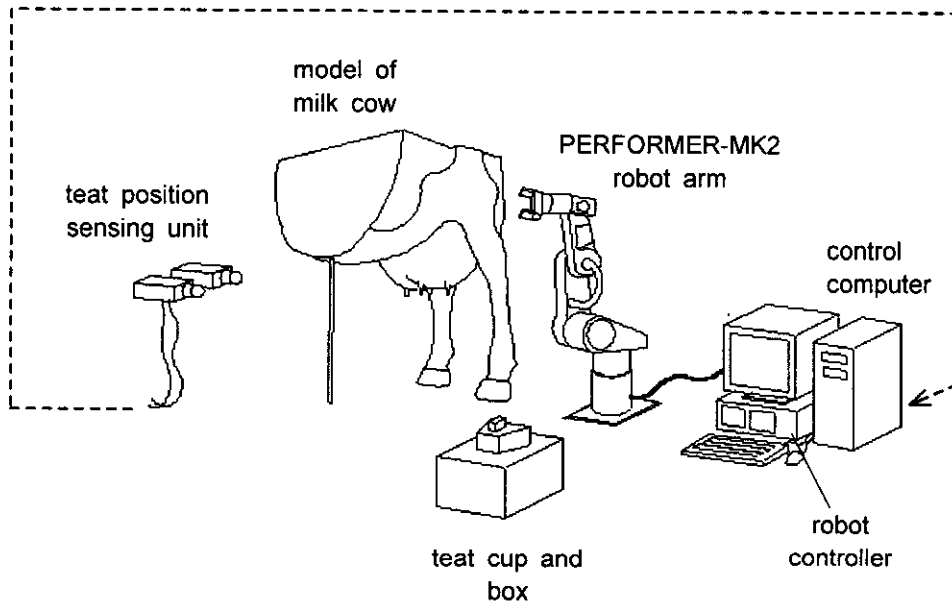 model of
milk cow
PERFORMER-MK2
robot arm
teat position
sensing unit
control
computer
robot
controller
teat cup and
box